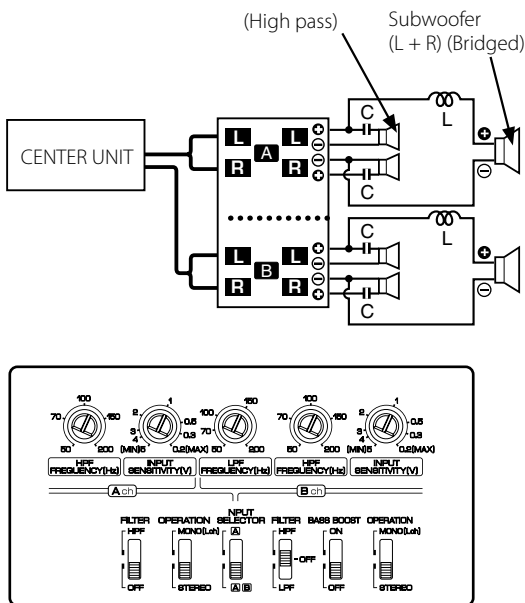 (High pass)
Subwoofer
(L + R) (Bridged)
CENTER UNIT
L L ⊕ C
A ⊖
R R ⊖
⊕ C
L
⊕
⊖
L L ⊕ C
B ⊖
R R ⊖
⊕ C
L
⊕
⊖
100 1 150 100 1
70 150 2 0.5 100 70 150 2 0.5
3 0.3 70 3 0.3
4 4
50 200 (MIN)5 0.2(MAX) 50 200 50 200 (MIN)5 0.2(MAX)
HPF INPUT LPF HPF INPUT
FREQUENCY(Hz) SENSITIVITY(V) FREQUENCY(Hz) FREQUENCY(Hz) SENSITIVITY(V)
A ch B ch
NPUT
FILTER OPERATION SELECTOR FILTER BASS BOOST OPERATION
HPF MONO(Lch) A HPF ON MONO(Lch)
OFF
OFF STEREO A B LPF OFF STEREO